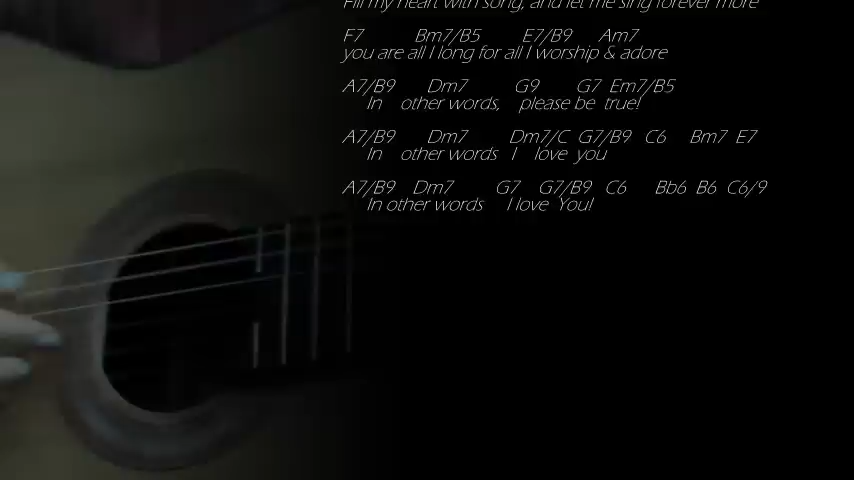 Fill my heart with song, and let me sing forever more
F7 Bm7/B5 E7/B9 Am7
you are all I long for all I worship & adore
A7/B9 Dm7 G9 G7 Em7/B5
In other words, please be true!
A7/B9 Dm7 Dm7/C G7/B9 C6 Bm7 E7
In other words I love you
A7/B9 Dm7 G7 G7/B9 C6 Bb6 B6 C6/9
In other words I love You!